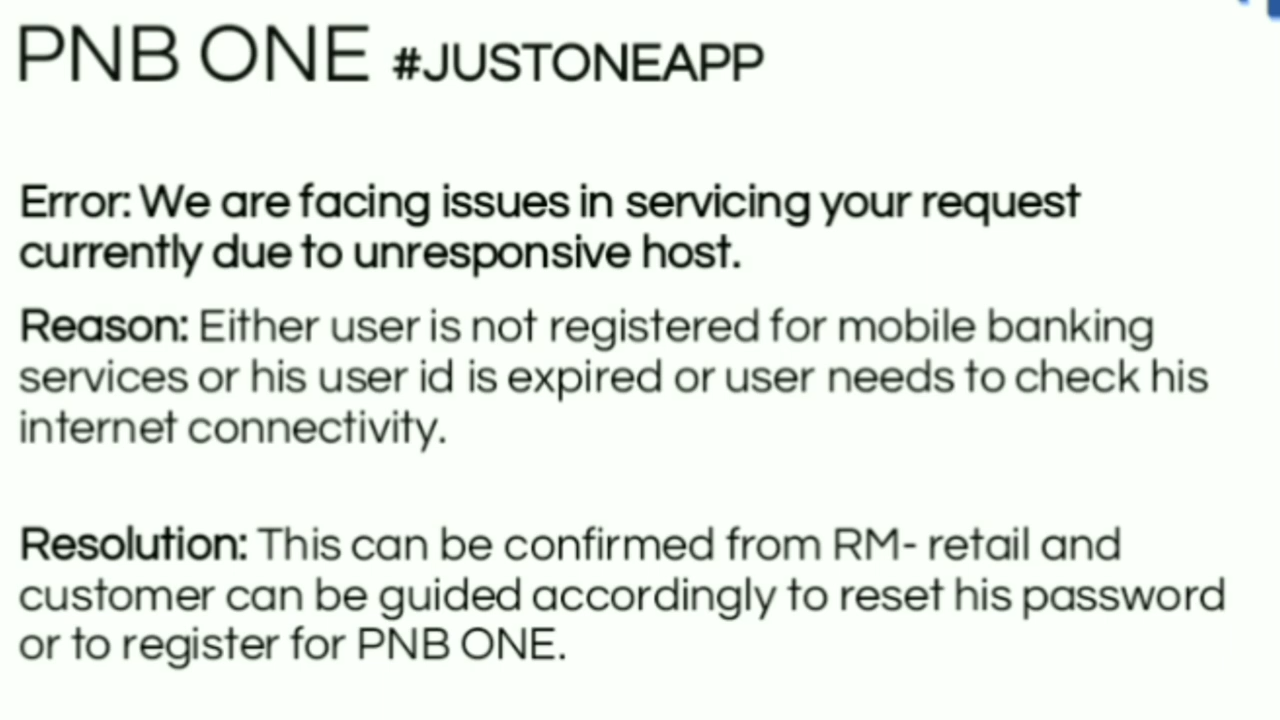 PNB ONE #JUSTONEAPP
Error: We are facing issues in servicing your request
currently due to unresponsive host.
Reason: Either user is not registered for mobile banking
services or his user id is expired or user needs to check his
internet connectivity.
Resolution: This can be confirmed from RM- retail and
customer can be guided accordingly to reset his password
or to register for PNB ONE.